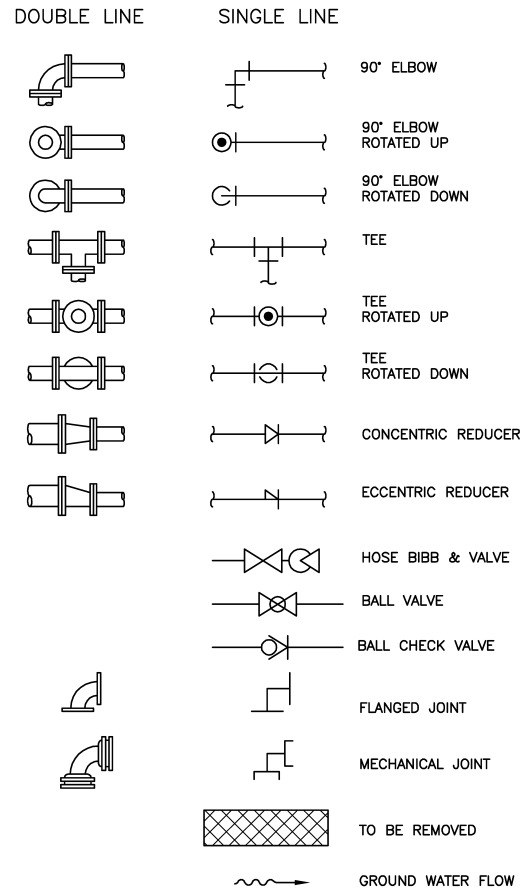 DOUBLE LINE SINGLE LINE
90° ELBOW
90° ELBOW
ROTATED UP
90° ELBOW
ROTATED DOWN
TEE
TEE
ROTATED UP
TEE
ROTATED DOWN
CONCENTRIC REDUCER
ECCENTRIC REDUCER
HOSE BIBB & VALVE
BALL VALVE
BALL CHECK VALVE
FLANGED JOINT
MECHANICAL JOINT
TO BE REMOVED
GROUND WATER FLOW